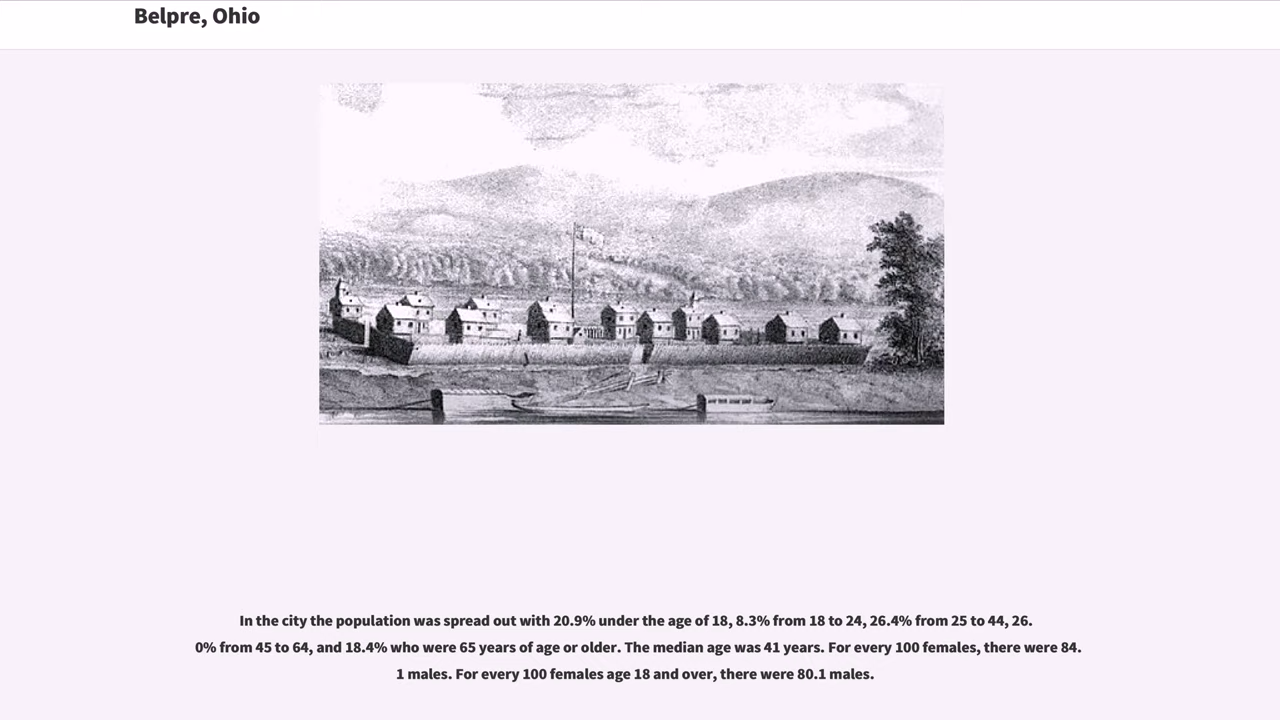 Belpre, Ohio
In the city the population was spread out with 20.9% under the age of 18, 8.3% from 18 to 24, 26.4% from 25 to 44, 26.
0% from 45 to 64, and 18.4% who were 65 years of age or older. The median age was 41 years. For every 100 females, there were 84.
1 males. For every 100 females age 18 and over, there were 80.1 males.